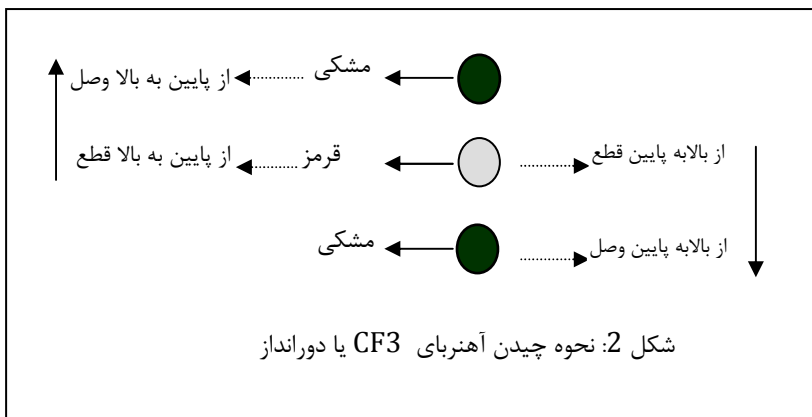 مشکی از پایین به بالا وصل
از بالابه پایین قطع قرمز از پایین به بالا قطع
از بالابه پایین وصل مشکی
شکل 2: نحوه چیدن آهنربای CF3 یا دورانداز